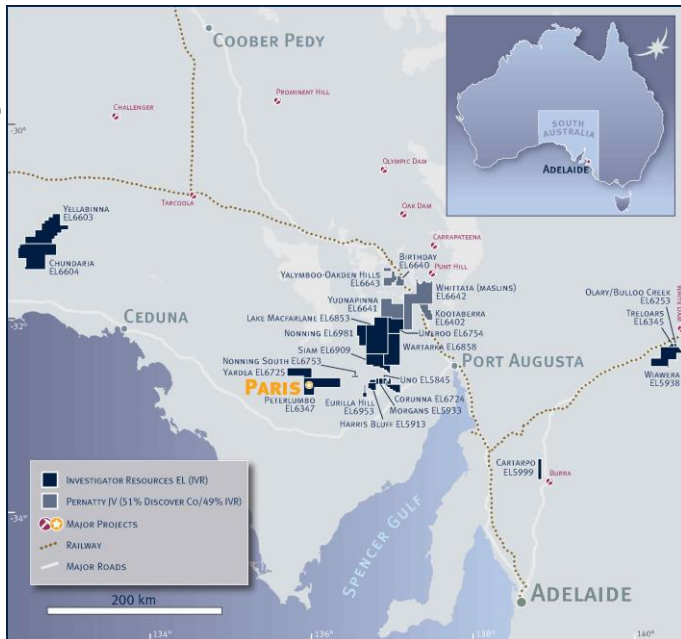 COOBER PEDY
PROMINENT HILL
CHALLENGER
-30°
SOUTH
AUSTRALIA
ADELAIDE
OLYMPIC DAM
TARCOOLA
OAK DAM
YELLABINNA
EL6603
CHUNDARIA
EL6604
CARRAPATEENA
BIRTHDAY
EL6640
PUNT HILL
YALYMBOO-OAKDEN HILLS
EL6643
WHITTATA (MASLINS)
EL6642
YUDNAPINNA
EL6641
KOOTABERRA
EL6402
OLARY/BULLOO CREEK
EL6253
TRELOARS
EL6345
WHITE DAM
WIAWERA
EL5938
-32°
CEDUNA
LAKE MACFARLANE EL6853
NONNING EL6981
UNEROO EL6754
SIAM EL6909
WARTARKA EL6858
NONNING SOUTH EL6753
PORT AUGUSTA
YARDEA EL6725
UNO EL5845
PARIS
PETERLUMBO
EL6347
EURILLA HILL
EL6953
CORUNNA EL6724
MORGANS EL5933
HARRIS BLUFF EL5913
CARTARPO
EL5999
BURRA
INVESTIGATOR RESOURCES EL (IVR)
PERNATTY JV (51% DISCOVER CO/49% IVR)
MAJOR PROJECTS
RAILWAY
MAJOR ROADS
-34°
SPENCER GULF
ADELAIDE
200 km
134°
136°
138°
140°